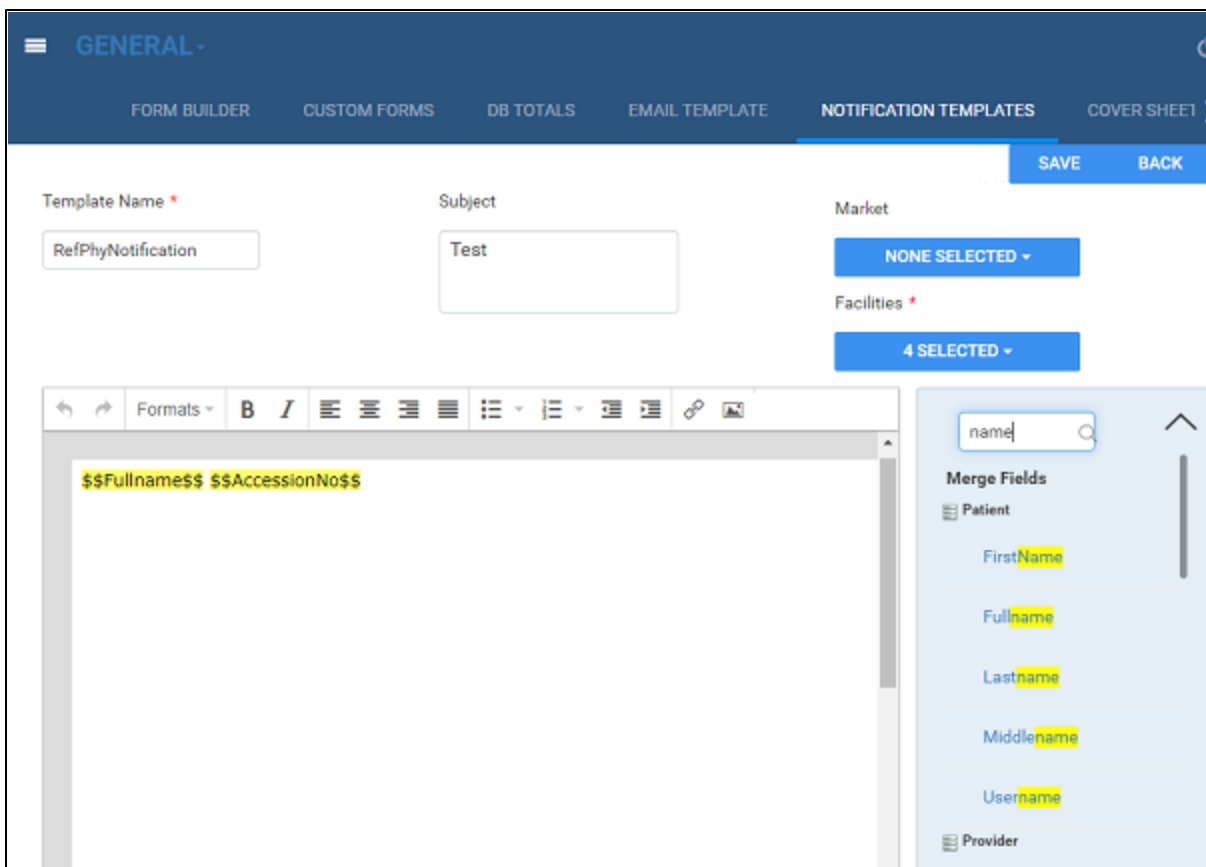 GENERAL
FORM BUILDER CUSTOM FORMS DB TOTALS EMAIL TEMPLATE NOTIFICATION TEMPLATES COVER SHEET
SAVE BACK
Template Name * Subject Market
RefPhyNotification Test NONE SELECTED
Facilities *
4 SELECTED
Formats B I
name
$$Fullname$$ $$AccessionNo$$
Merge Fields
Patient
FirstName
Fullname
Lastname
Middlename
Username
Provider